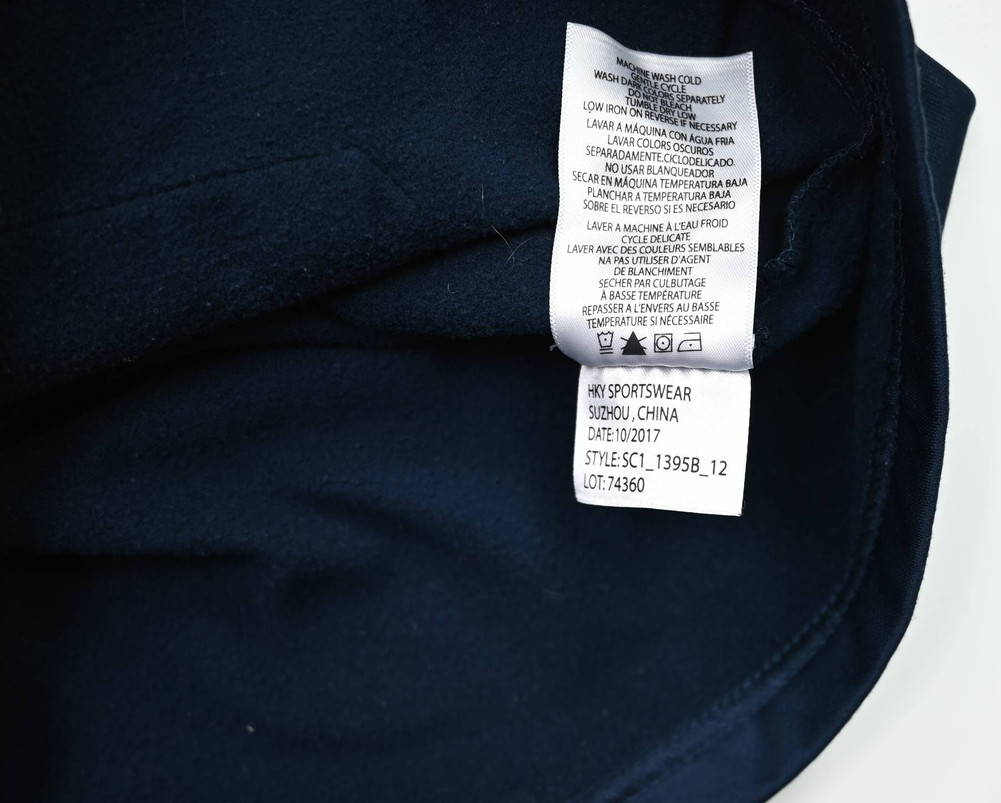 MACHINE WASH COLD
GENTLE CYCLE
WASH DARK COLORS SEPARATELY
DO NOT BLEACH
TUMBLE DRY LOW
LOW IRON ON REVERSE IF NECESSARY
LAVAR A MÁQUINA CON ÁGUA FRIA
LAVAR COLORS OSCUROS
SEPARADAMENTE.CICLODELICADO.
NO USAR BLANQUEADOR
SECAR EN MÁQUINA TEMPERATURA BAJA
PLANCHAR A TEMPERATURA BAJA
SOBRE EL REVERSO SI ES NECESARIO
LAVER A MACHINE À L'EAU FROID
CYCLE DELICATE
LAVER AVEC DES COULEURS SEMBLABLES
NA PAS UTILISER D'AGENT
DE BLANCHIMENT
SECHER PAR CULBUTAGE
À BASSE TEMPÉRATURE
REPASSER A L'ENVERS AU BASSE
TEMPERATURE SI NÉCESSAIRE
HKY SPORTSWEAR
SUZHOU , CHINA
DATE:10/2017
STYLE:SC1_1395B_12
LOT: 74360